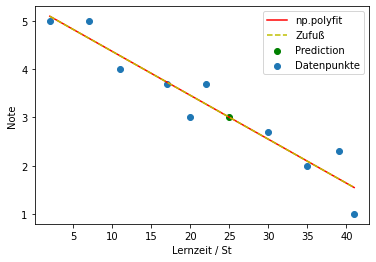 np.polyfit
Zufuß
Prediction
Datenpunkte
5
4
3
2
1
Note
5 10 15 20 25 30 35 40
Lernzeit / St